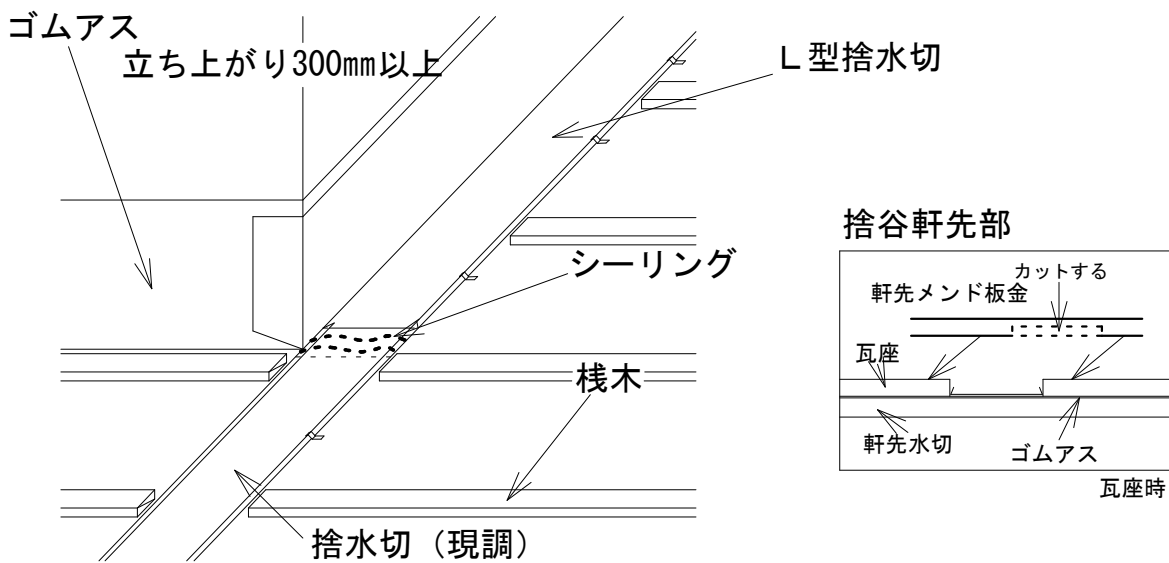 ゴムアス
立ち上がり300㎜以上
L型捨水切
シーリング
桟木
捨水切（現調）
捨谷軒先部
カットする
軒先メンド板金
瓦座
軒先水切
ゴムアス
瓦座時